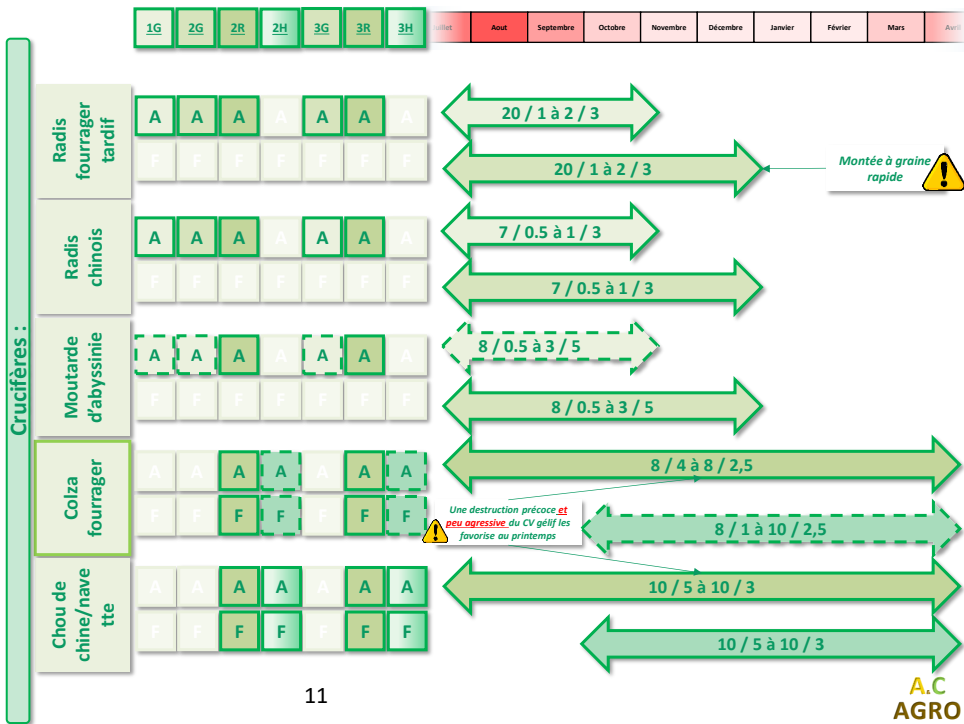 1G 2G 2R 2H 3G 3R 3H
Juillet Aout Septembre Octobre Novembre Décembre Janvier Février Mars Avril
Crucifères :
Radis
fourrager
tardif
A A A A A A A
F F F F F F F
20 / 1 à 2 / 3
20 / 1 à 2 / 3
Montée à graine
rapide
Radis
chinois
A A A A A A A
F F F F F F F
7 / 0.5 à 1 / 3
7 / 0.5 à 1 / 3
Moutarde
d'abyssinie
A A A A A A A
F F F F F F F
8 / 0.5 à 3 / 5
8 / 0.5 à 3 / 5
Colza
fourrager
A A A A A A A
F F F F F F F
8 / 4 à 8 / 2,5
Une destruction précoce et
peu agressive du CV gélif les
favorise au printemps
8 / 1 à 10 / 2,5
Chou de
chine/nave
tte
A A A A A A A
F F F F F F F
10 / 5 à 10 / 3
10 / 5 à 10 / 3
11
A.C
AGRO